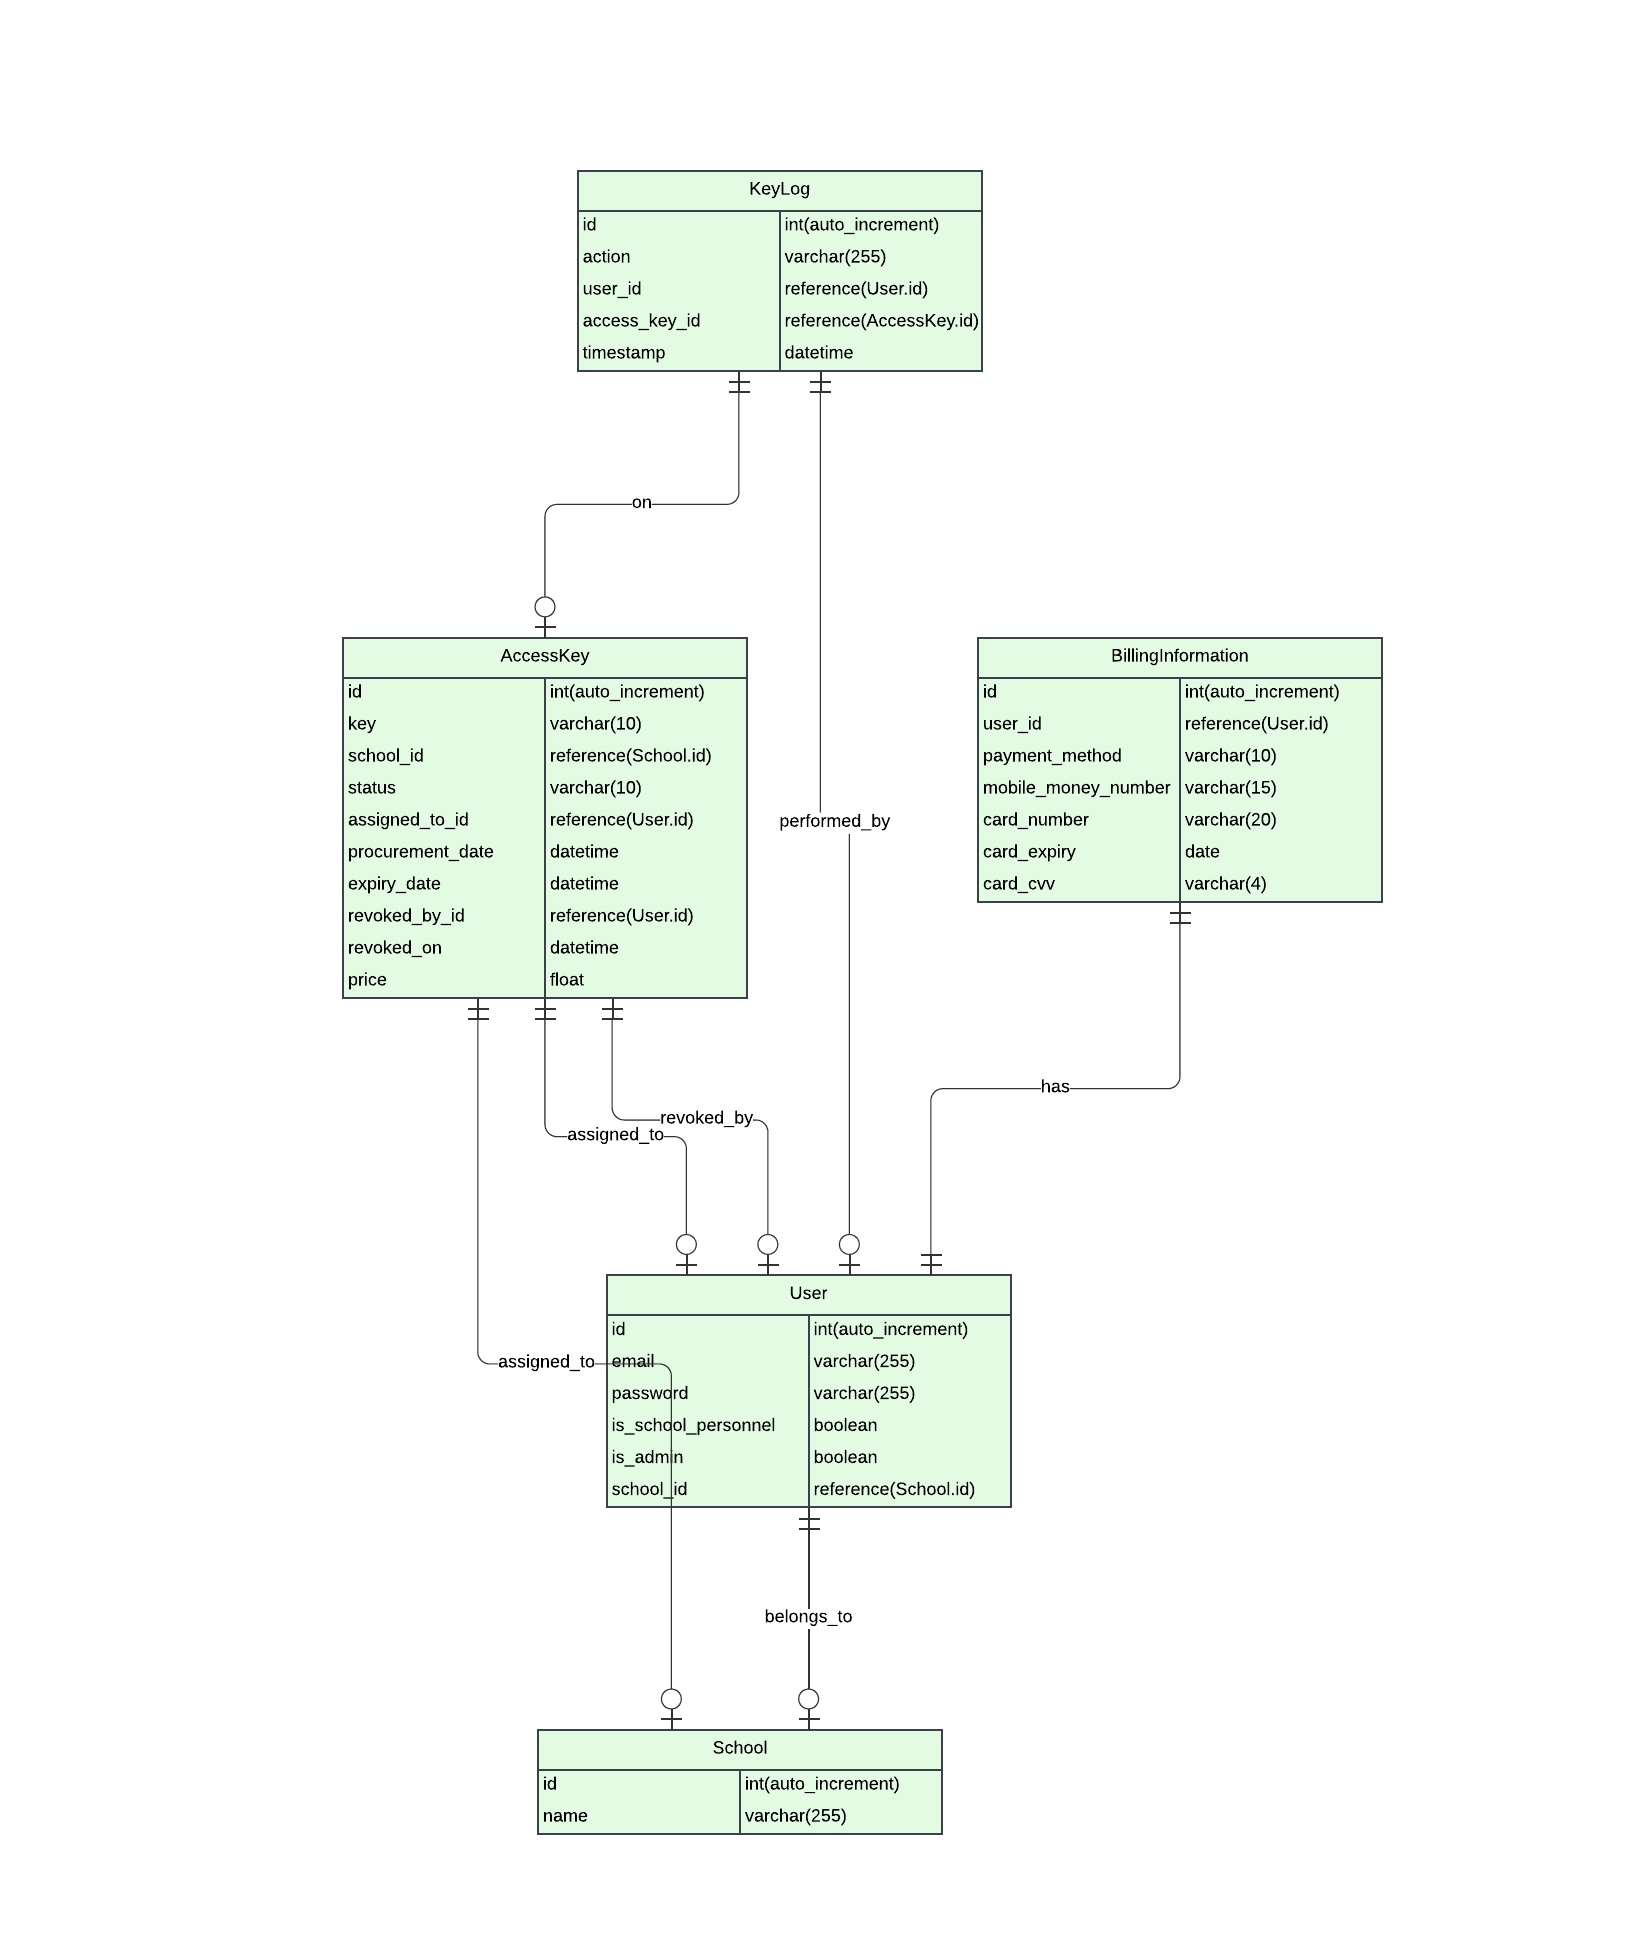 KeyLog
id int(auto_increment)
action varchar(255)
user_id reference(User.id)
access_key_id reference(AccessKey.id)
timestamp datetime
on
AccessKey
id int(auto_increment)
key varchar(10)
school_id reference(School.id)
status varchar(10)
assigned_to_id reference(User.id)
procurement_date datetime
expiry_date datetime
revoked_by_id reference(User.id)
revoked_on datetime
price float
performed_by
BillingInformation
id int(auto_increment)
user_id reference(User.id)
payment_method varchar(10)
mobile_money_number varchar(15)
card_number varchar(20)
card_expiry date
card_cvv varchar(4)
has
revoked_by
assigned_to
User
id int(auto_increment)
email varchar(255)
password varchar(255)
is_school_personnel boolean
is_admin boolean
school_id reference(School.id)
assigned_to
belongs_to
School
id int(auto_increment)
name varchar(255)